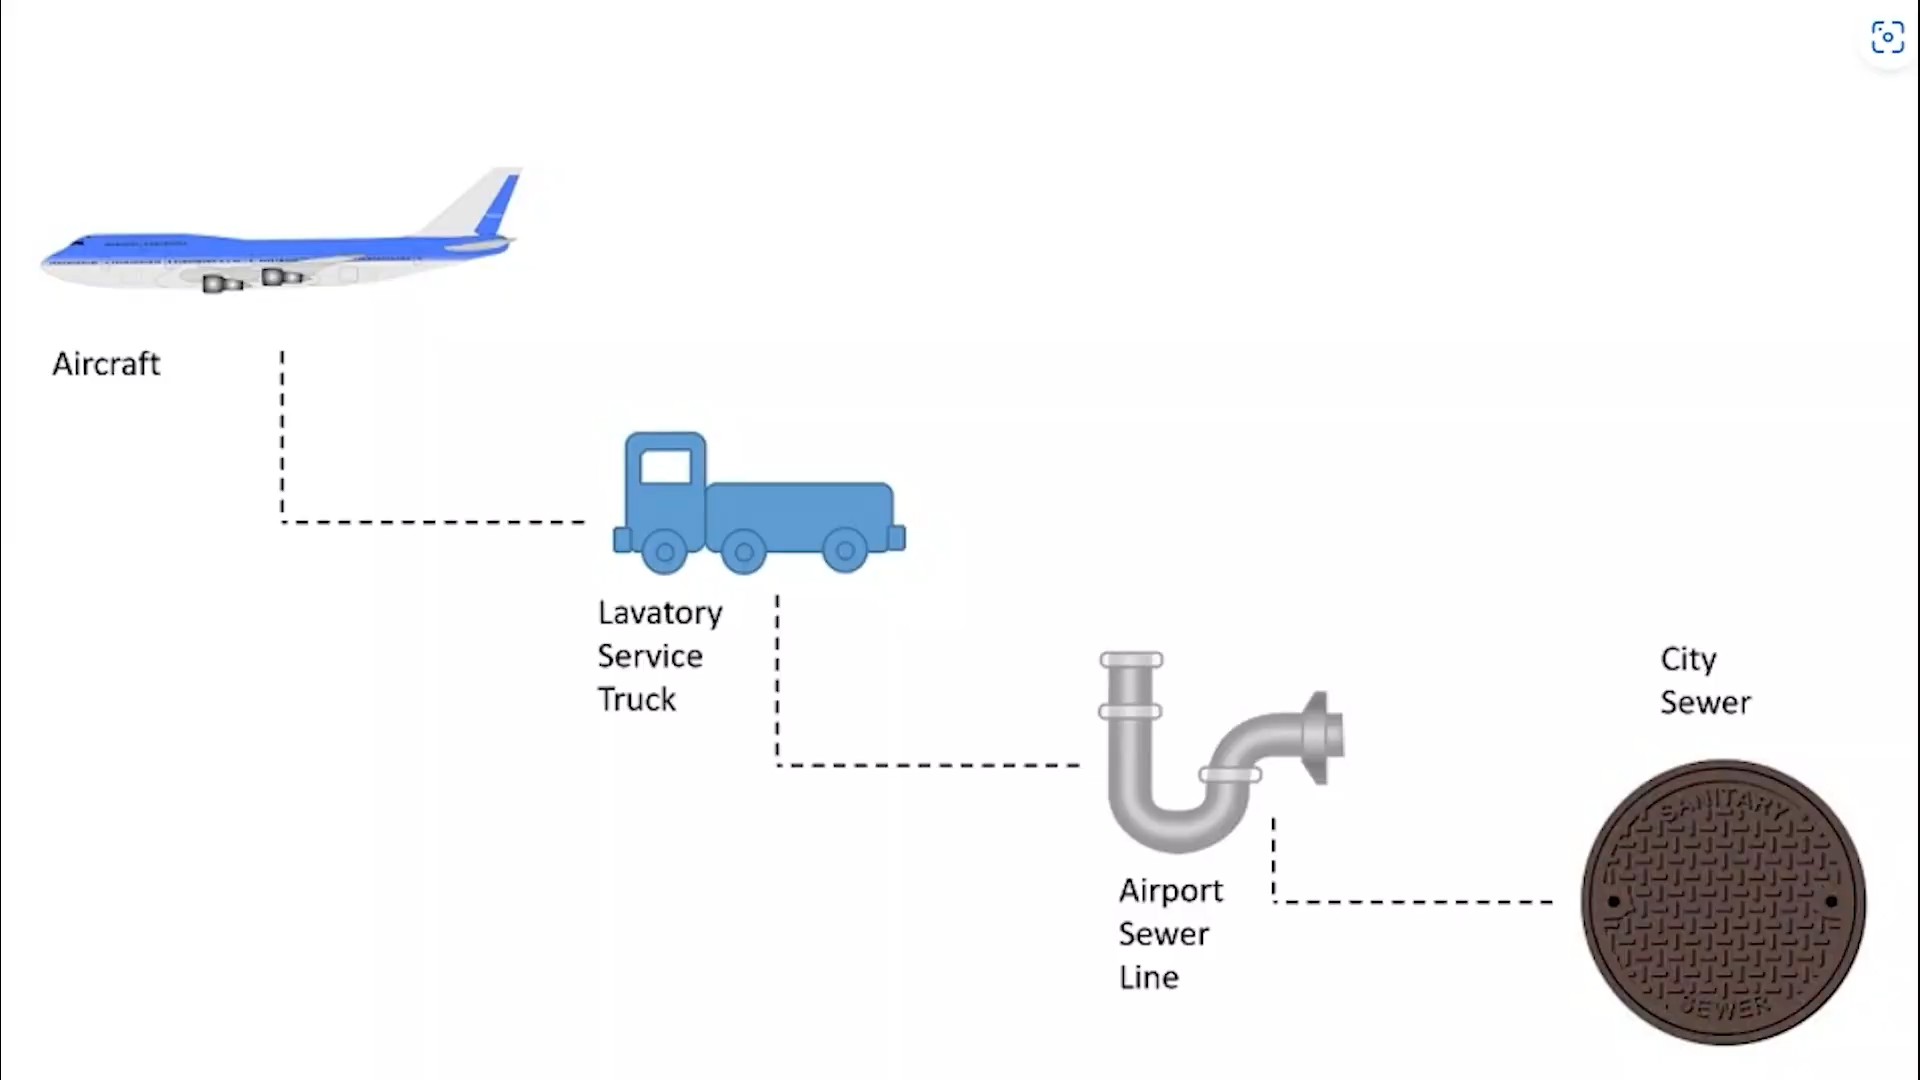 Aircraft
Lavatory
Service
Truck
Airport
Sewer
Line
City
Sewer
SANITARY
SEWER